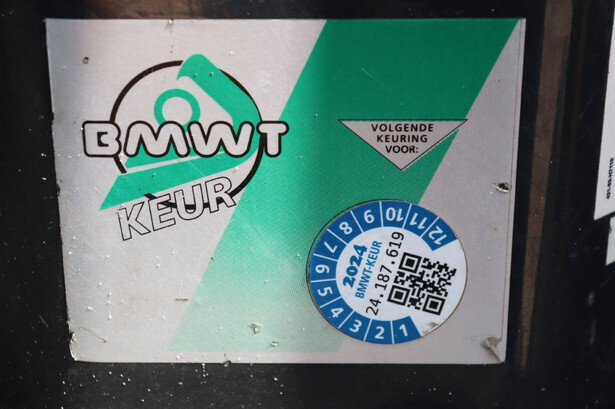 BMWT
KEUR
VOLGENDE
KEURING
VOOR:
1 2 3 4 5 6 7 8 9 10 11 12
2024
BMWT-KEUR
24.187.619